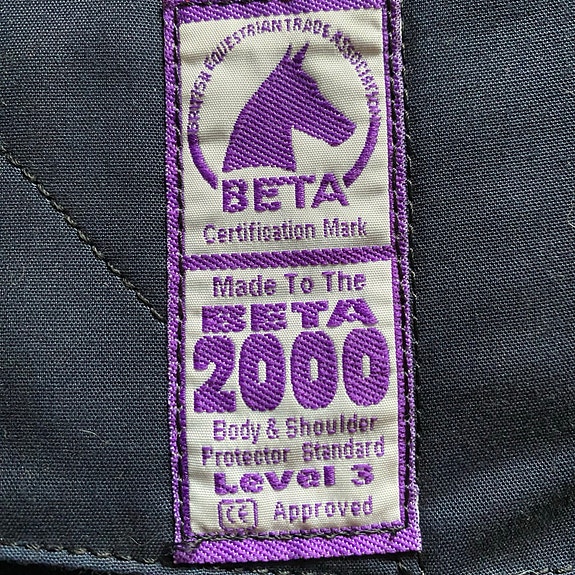 BRITISH EQUESTRIAN TRADE ASSOCIATION
BETA
Certification Mark
Made To The
BETA
2000
Body & Shoulder
Protector Standard
Level 3
CE Approved